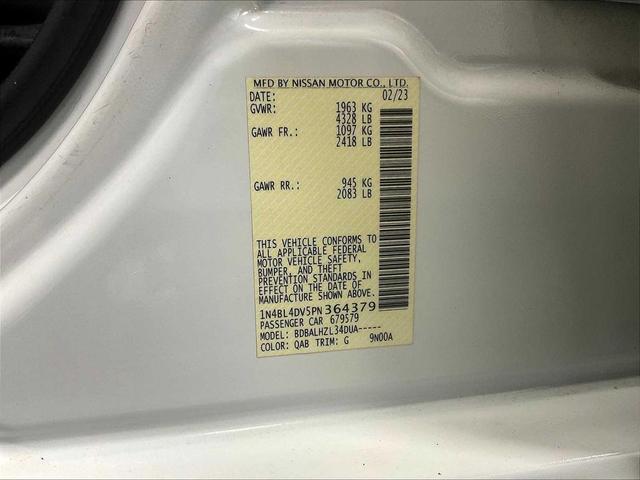 MFD BY NISSAN MOTOR CO., LTD.
DATE: 02/23
GVWR: 1963 KG
4328 LB
GAWR FR.: 1097 KG
2418 LB
GAWR RR.: 945 KG
2083 LB
THIS VEHICLE CONFORMS TO
ALL APPLICABLE FEDERAL
MOTOR VEHICLE SAFETY,
BUMPER, AND THEFT
PREVENTION STANDARDS IN
EFFECT ON THE DATE OF
MANUFACTURE SHOWN ABOVE.
1N4BL4DV5PN364379
PASSENGER CAR 679579
MODEL: BDBALHZL34DUA-----
COLOR: QAB TRIM: G 9N00A